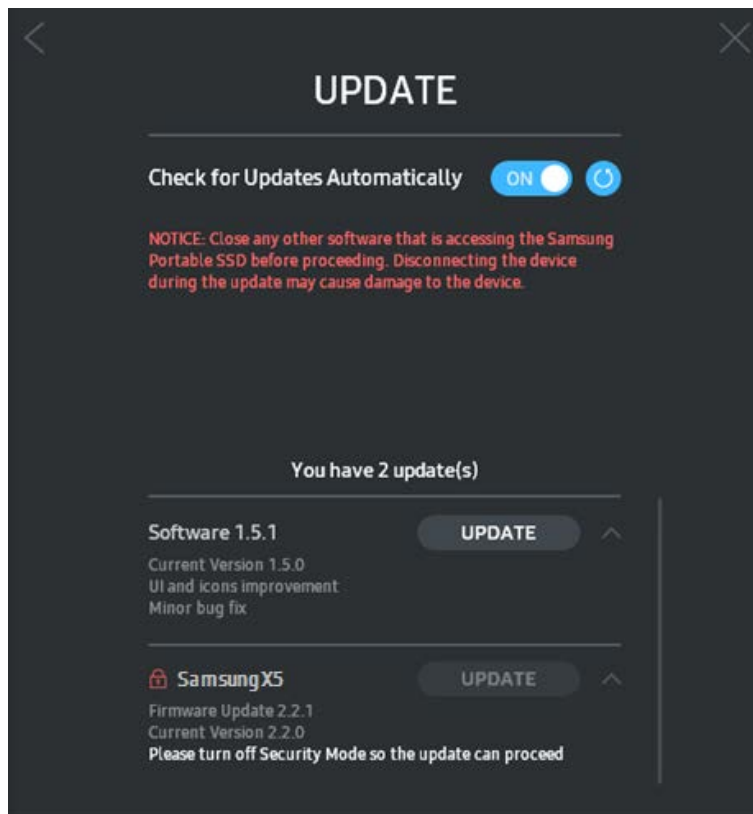 UPDATE
Check for Updates Automatically ON
NOTICE: Close any other software that is accessing the Samsung
Portable SSD before proceeding. Disconnecting the device
during the update may cause damage to the device.
You have 2 update(s)
Software 1.5.1 UPDATE
Current Version 1.5.0
UI and icons improvement
Minor bug fix
SamsungX5 UPDATE
Firmware Update 2.2.1
Current Version 2.2.0
Please turn off Security Mode so the update can proceed